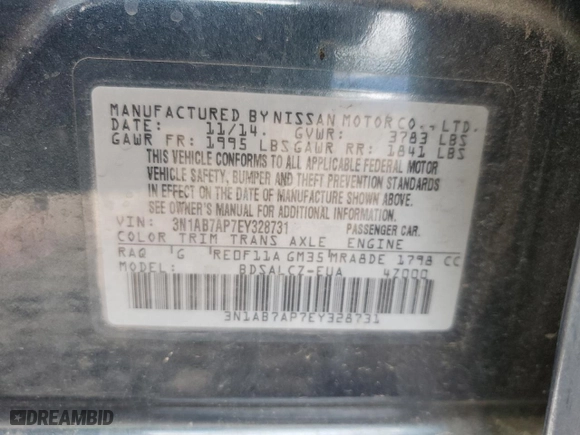 MANUFACTURED BY NISSAN MOTOR CO., LTD.
DATE: 11/14. GVWR: 3783 LBS
GAWR FR: 1995 LBS GAWR RR: 1841 LBS
THIS VEHICLE CONFORMS TO ALL APPLICABLE FEDERAL MOTOR
VEHICLE SAFETY, BUMPER AND THEFT PREVENTION STANDARDS
IN EFFECT ON THE DATE OF MANUFACTURE SHOWN ABOVE.
SEE OWNER'S MANUAL FOR ADDITIONAL INFORMATION.
VIN: 3N1AB7AP7EY328731 PASSENGER CAR.
COLOR TRIM TRANS AXLE ENGINE
RAQ G RE0F11A GM35 MRA8DE 1798 CC
MODEL: BDSALCZ-EUA 4Z000
3N1AB7AP7EY328731
DREAMBID